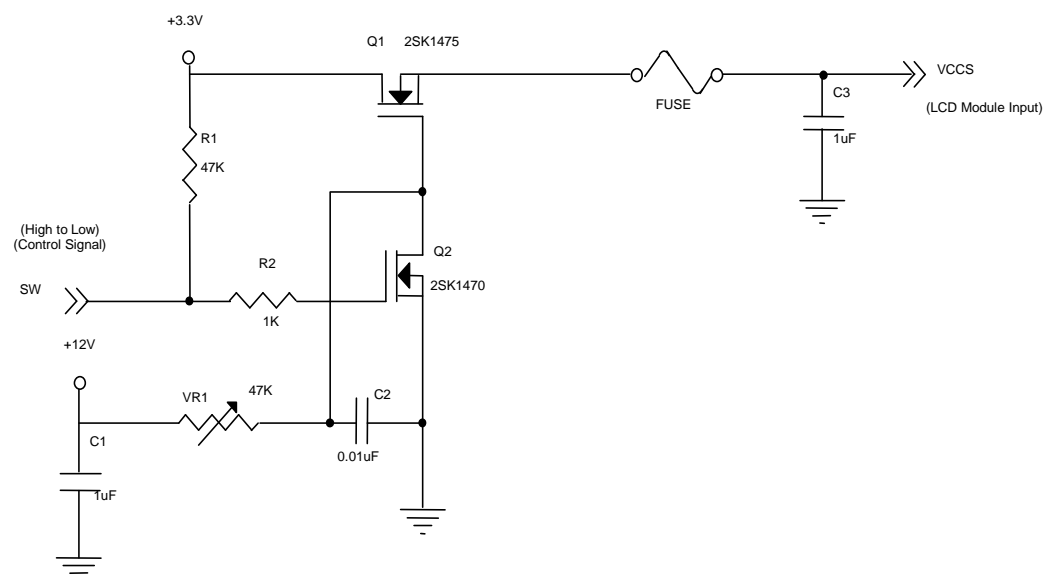 +3.3V
Q1 2SK1475
VCCS
(LCD Module Input)
C3
1uF
FUSE
R1
47K
(High to Low)
(Control Signal)
SW
R2
1K
Q2
2SK1470
+12V
VR1
47K
C2
0.01uF
C1
1uF